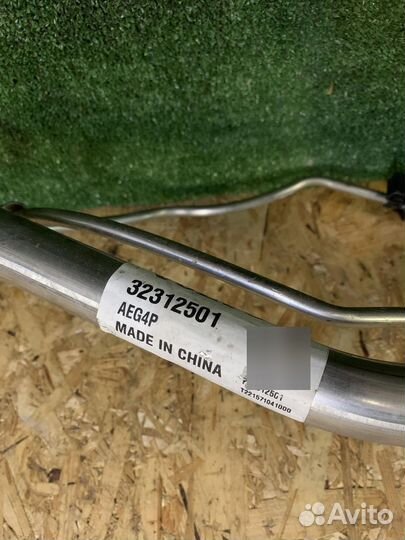 32312501
AEG4P
MADE IN CHINA
T221571041000
Avito